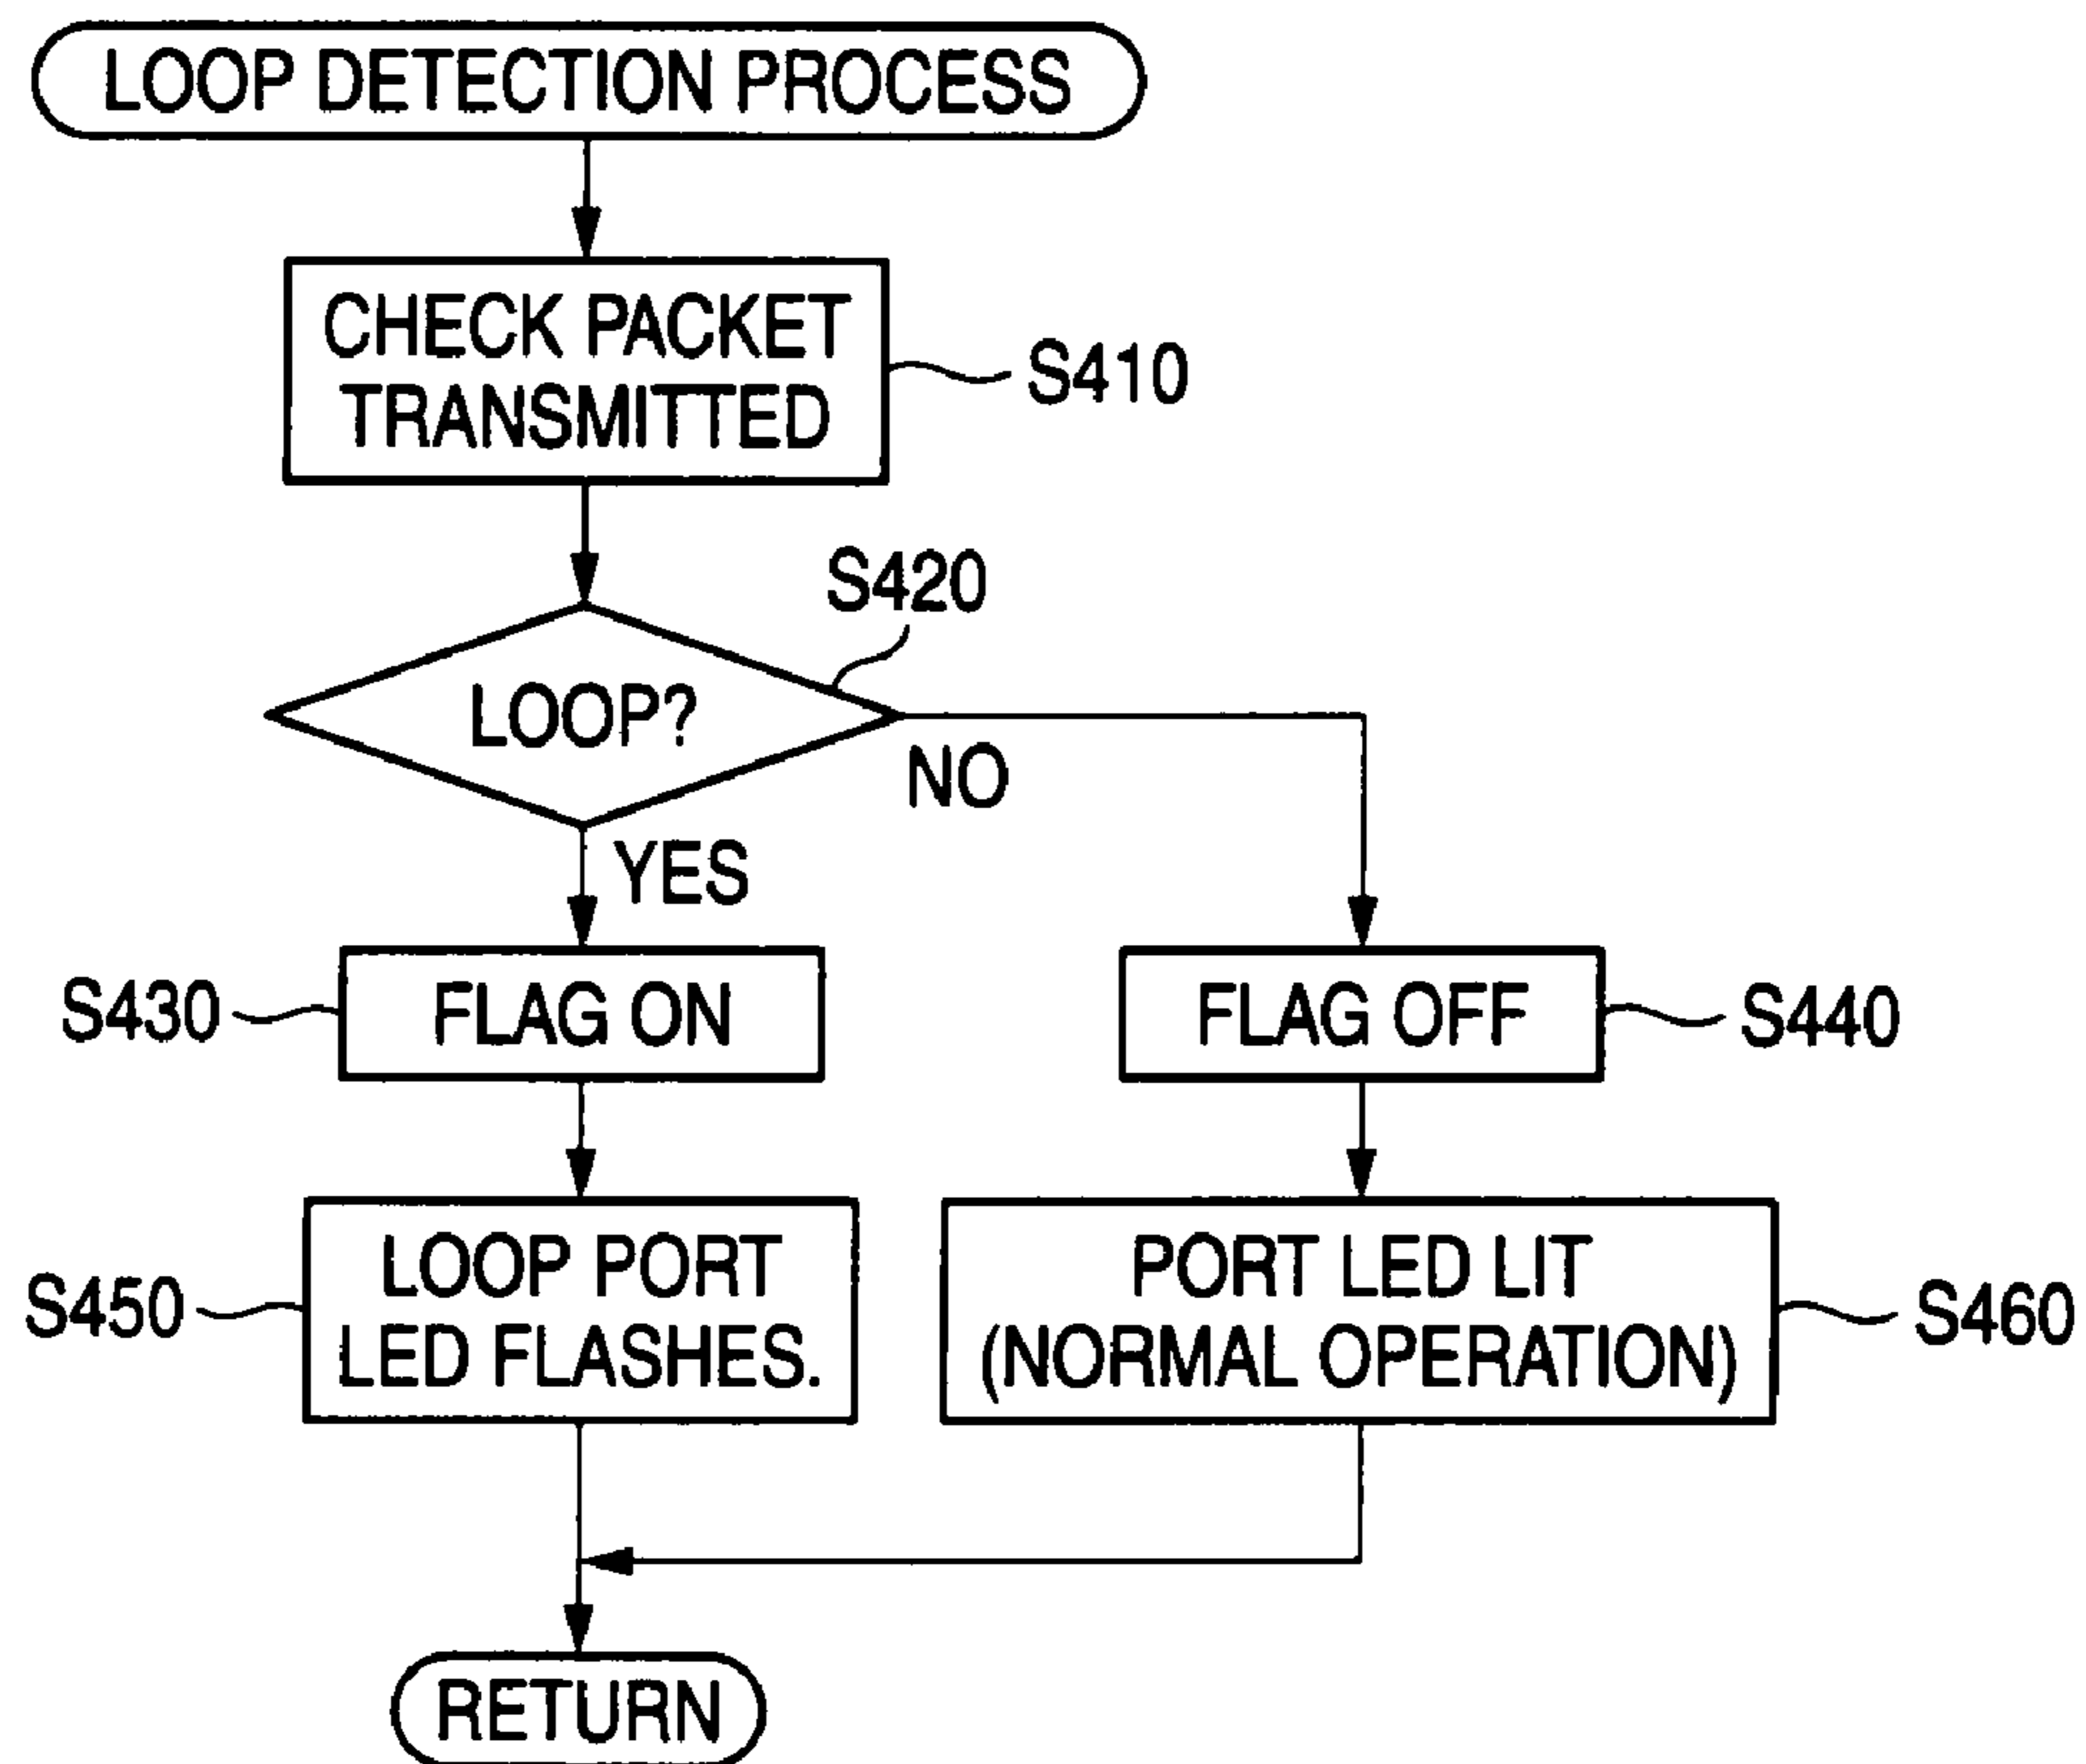 LOOP DETECTION PROCESS
CHECK PACKET
TRANSMITTED
S410
S420
LOOP?
NO
YES
S430
FLAG ON
FLAG OFF
S440
S450
LOOP PORT
LED FLASHES.
PORT LED LIT
(NORMAL OPERATION)
S460
RETURN